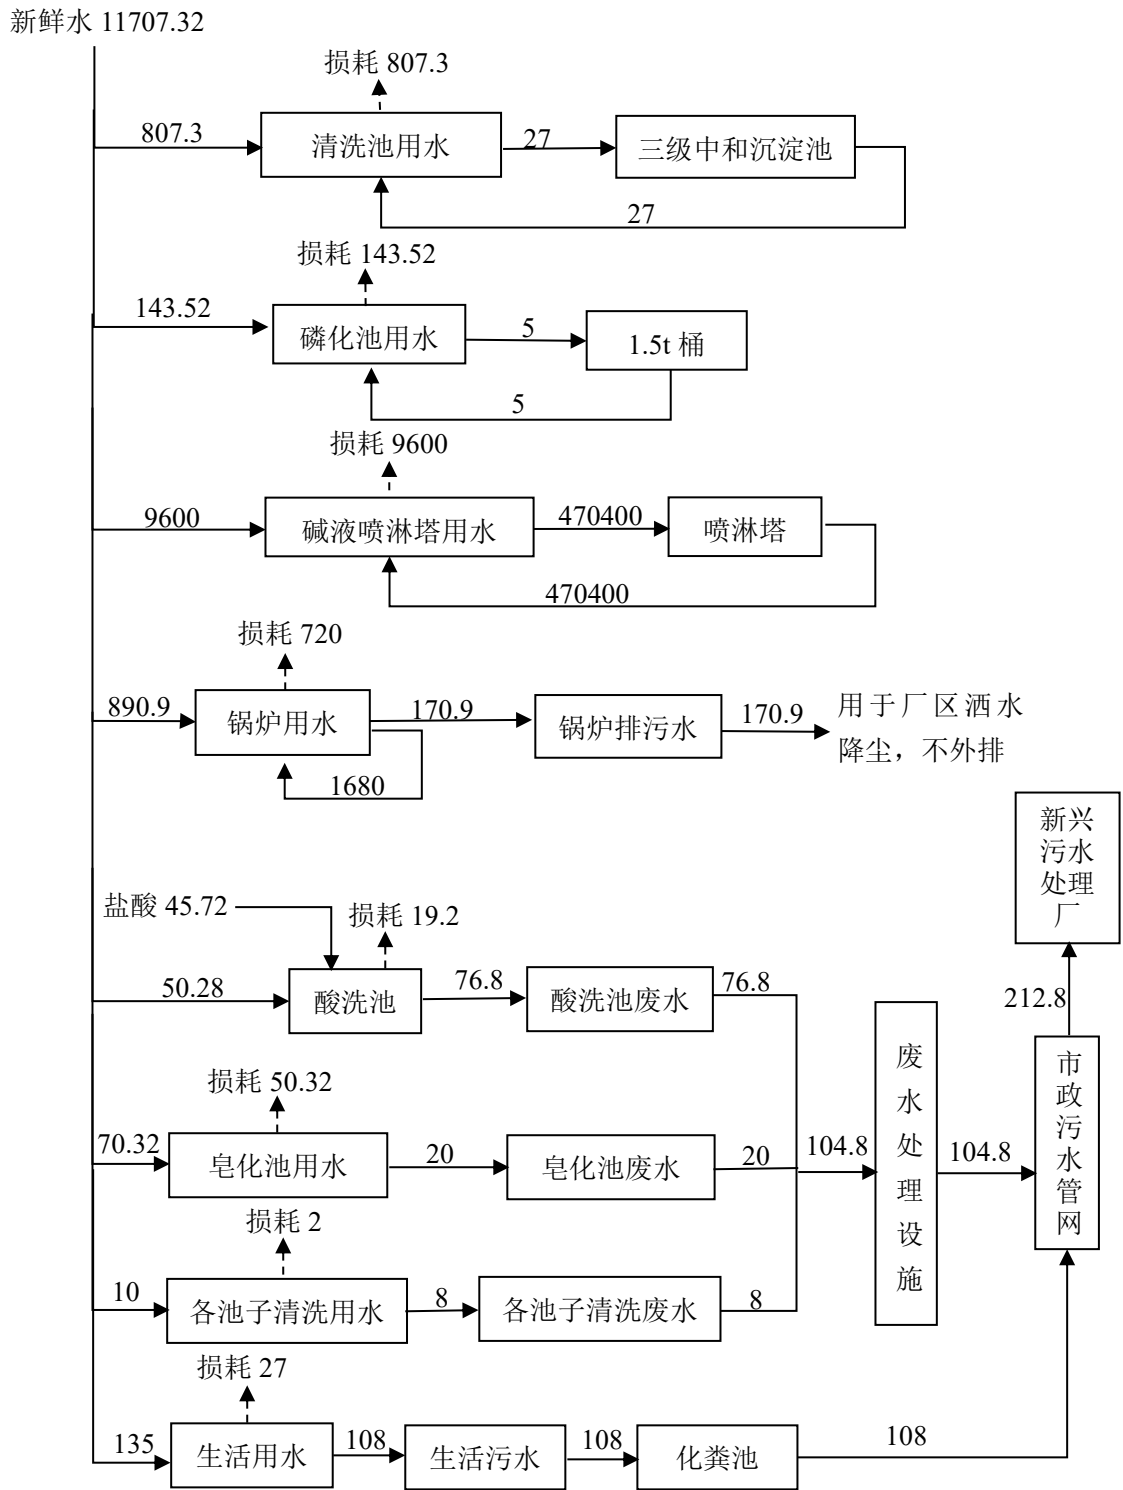 新鲜水 11707.32
损耗 807.3
807.3
清洗池用水
27
三级中和沉淀池
27
损耗 143.52
143.52
磷化池用水
5
1.5t 桶
5
损耗 9600
9600
碱液喷淋塔用水
470400
喷淋塔
470400
损耗 720
890.9
锅炉用水
170.9
锅炉排污水
170.9
用于厂区洒水
降尘，不外排
1680
新兴
污水
处理
厂
盐酸 45.72
损耗 19.2
50.28
酸洗池
76.8
酸洗池废水
76.8
212.8
损耗 50.32
70.32
皂化池用水
20
皂化池废水
20
104.8
废
水
处
理
设
施
104.8
市
政
污
水
管
网
损耗 2
10
各池子清洗用水
8
各池子清洗废水
8
损耗 27
135
生活用水
108
生活污水
108
化粪池
108